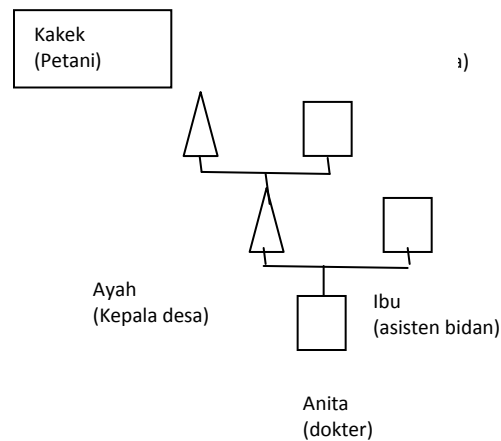 Kakek
(Petani)
a)
Ayah
(Kepala desa)
Ibu
(asisten bidan)
Anita
(dokter)